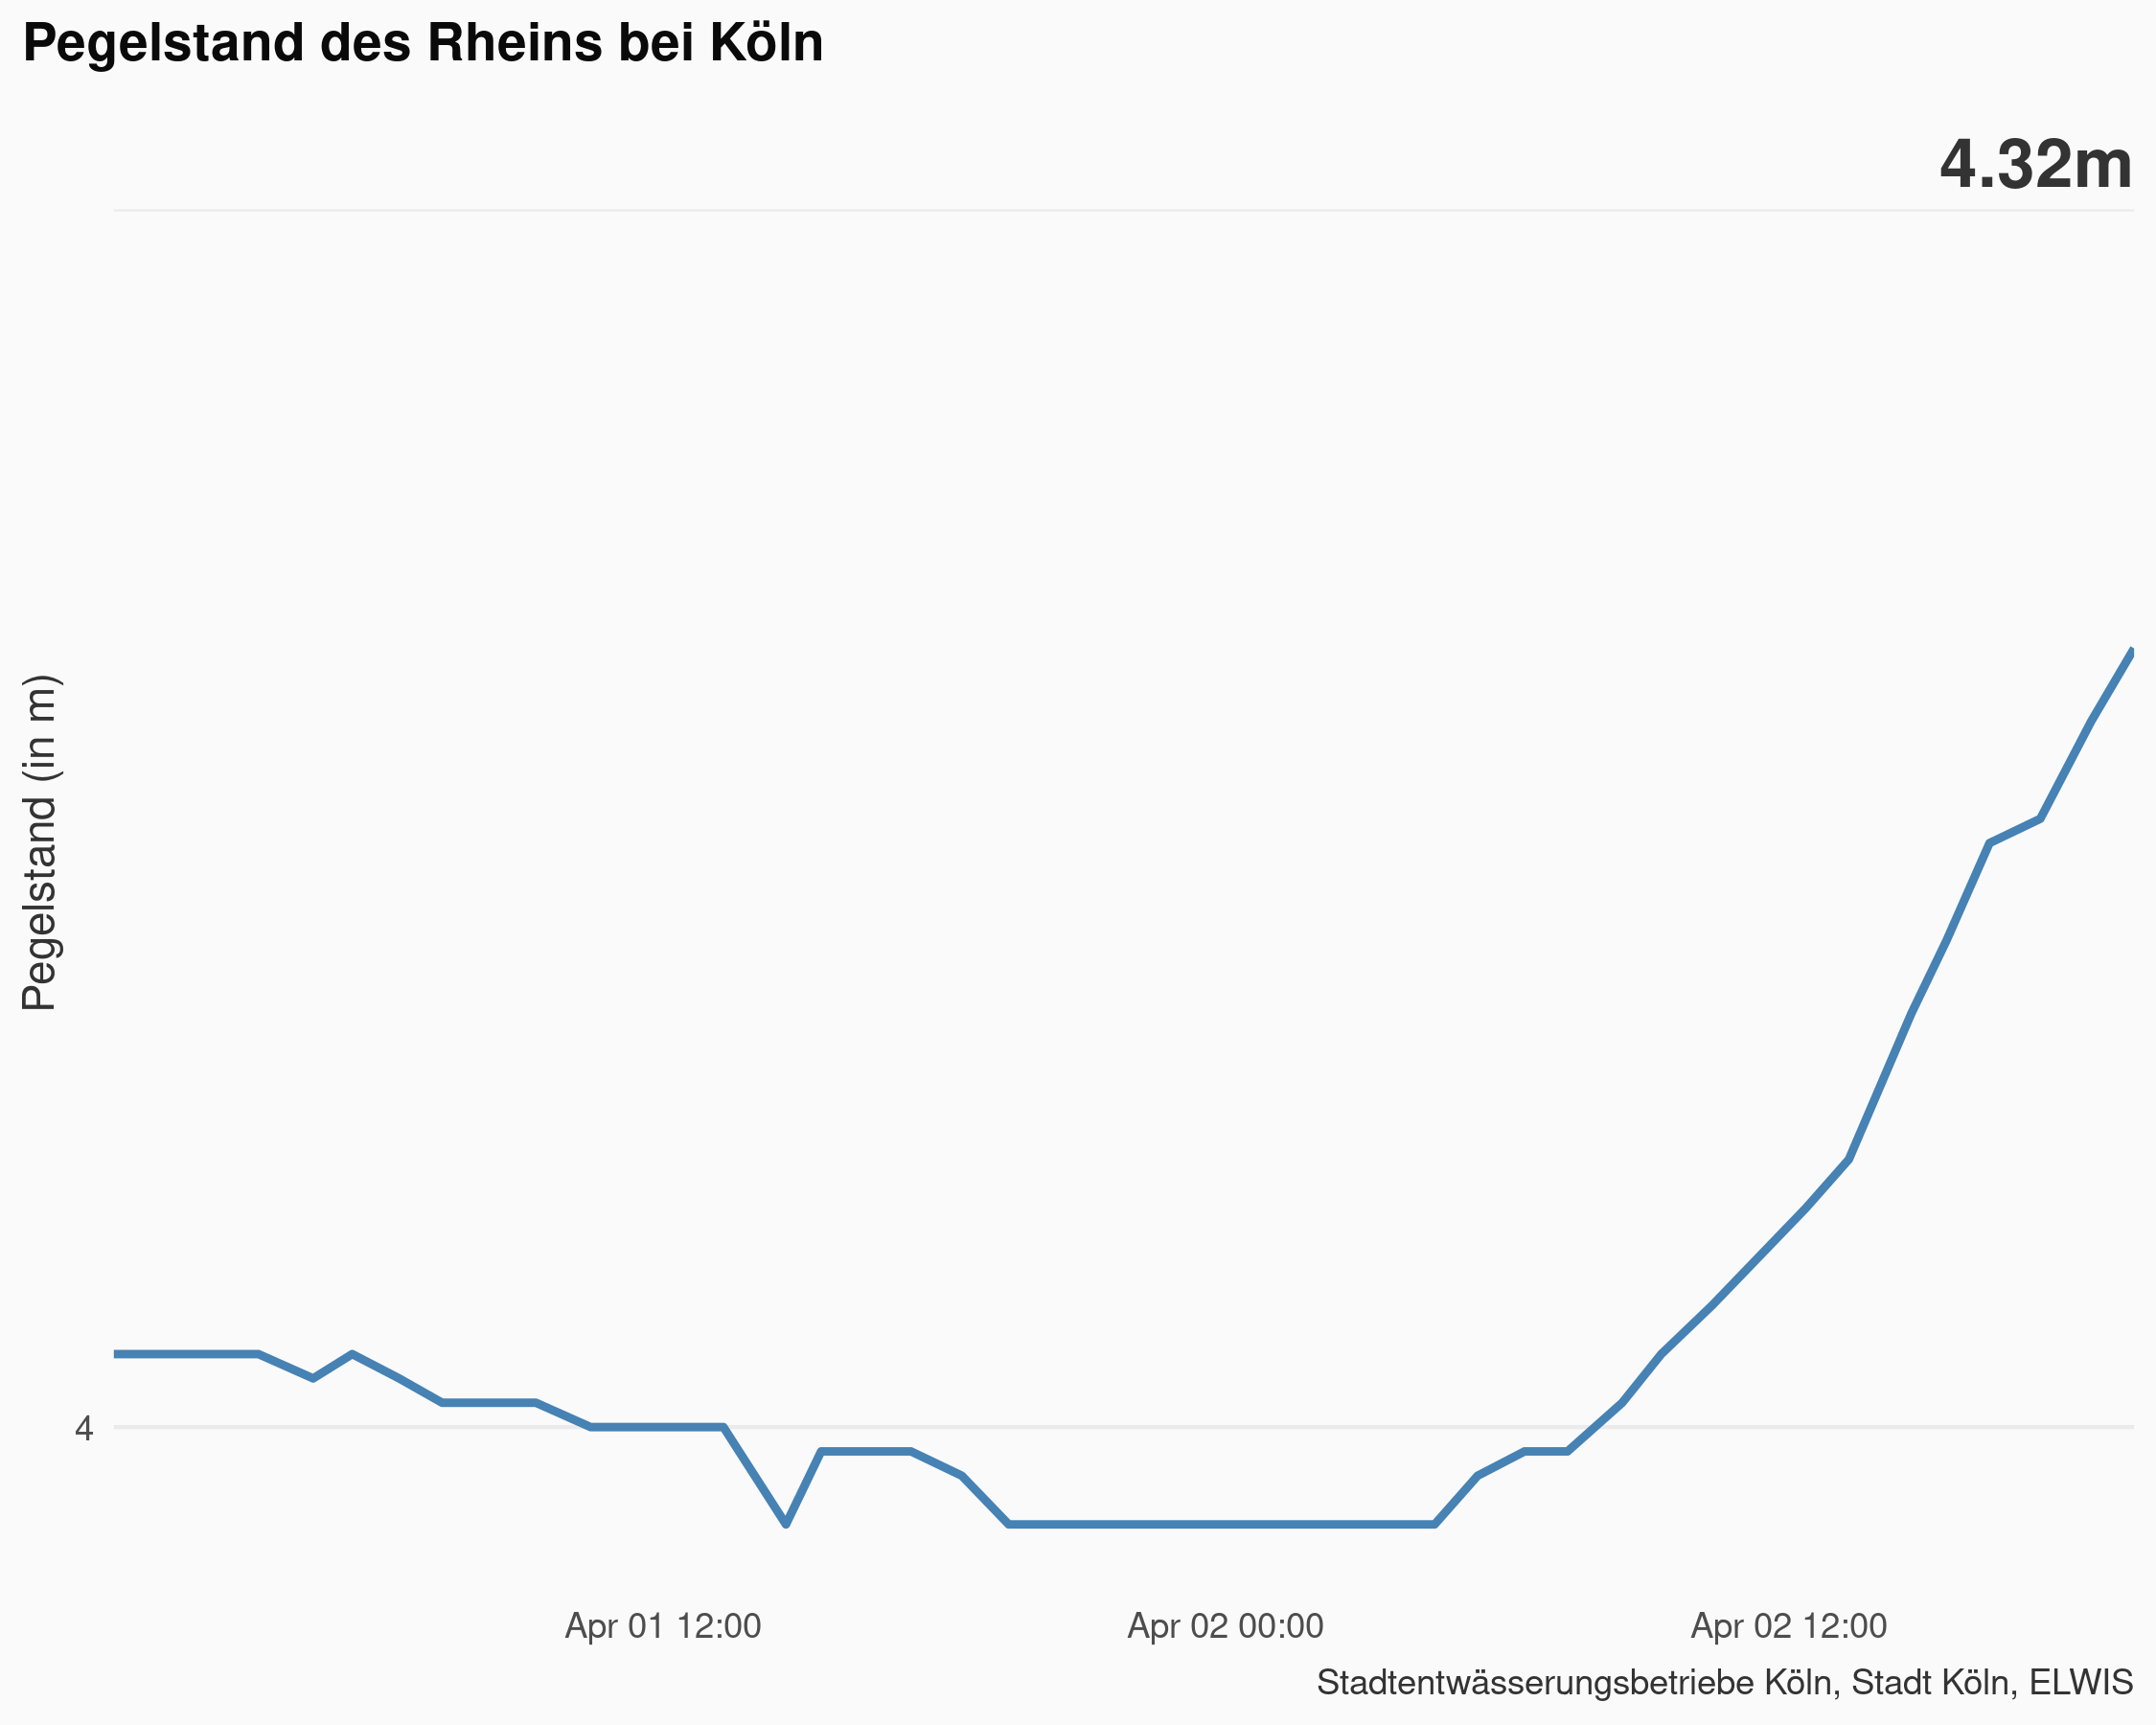 Pegelstand des Rheins bei Köln
4.32m
Pegelstand (in m)
4
Apr 01 12:00
Apr 02 00:00
Apr 02 12:00
Stadtentwässerungsbetriebe Köln, Stadt Köln, ELWIS